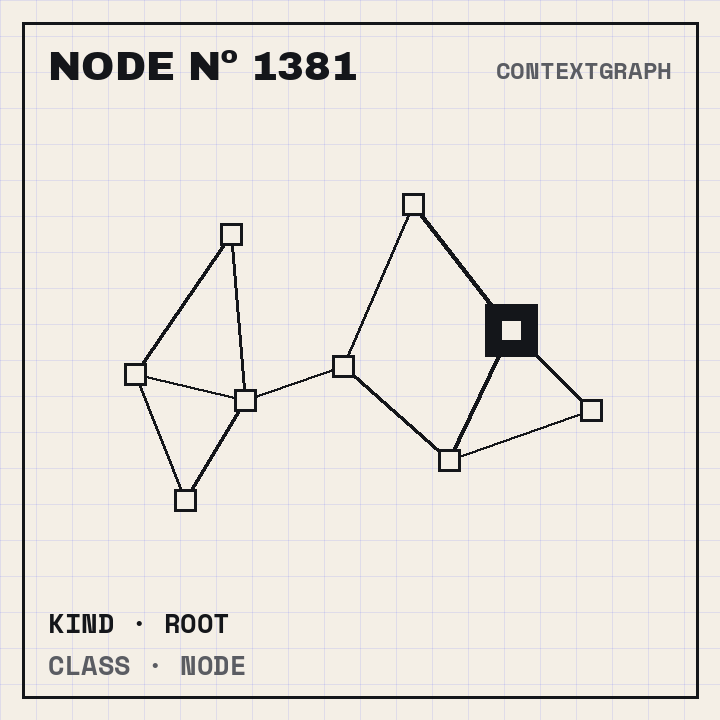 NODE Nº 1381
CONTEXTGRAPH
KIND · ROOT
CLASS · NODE